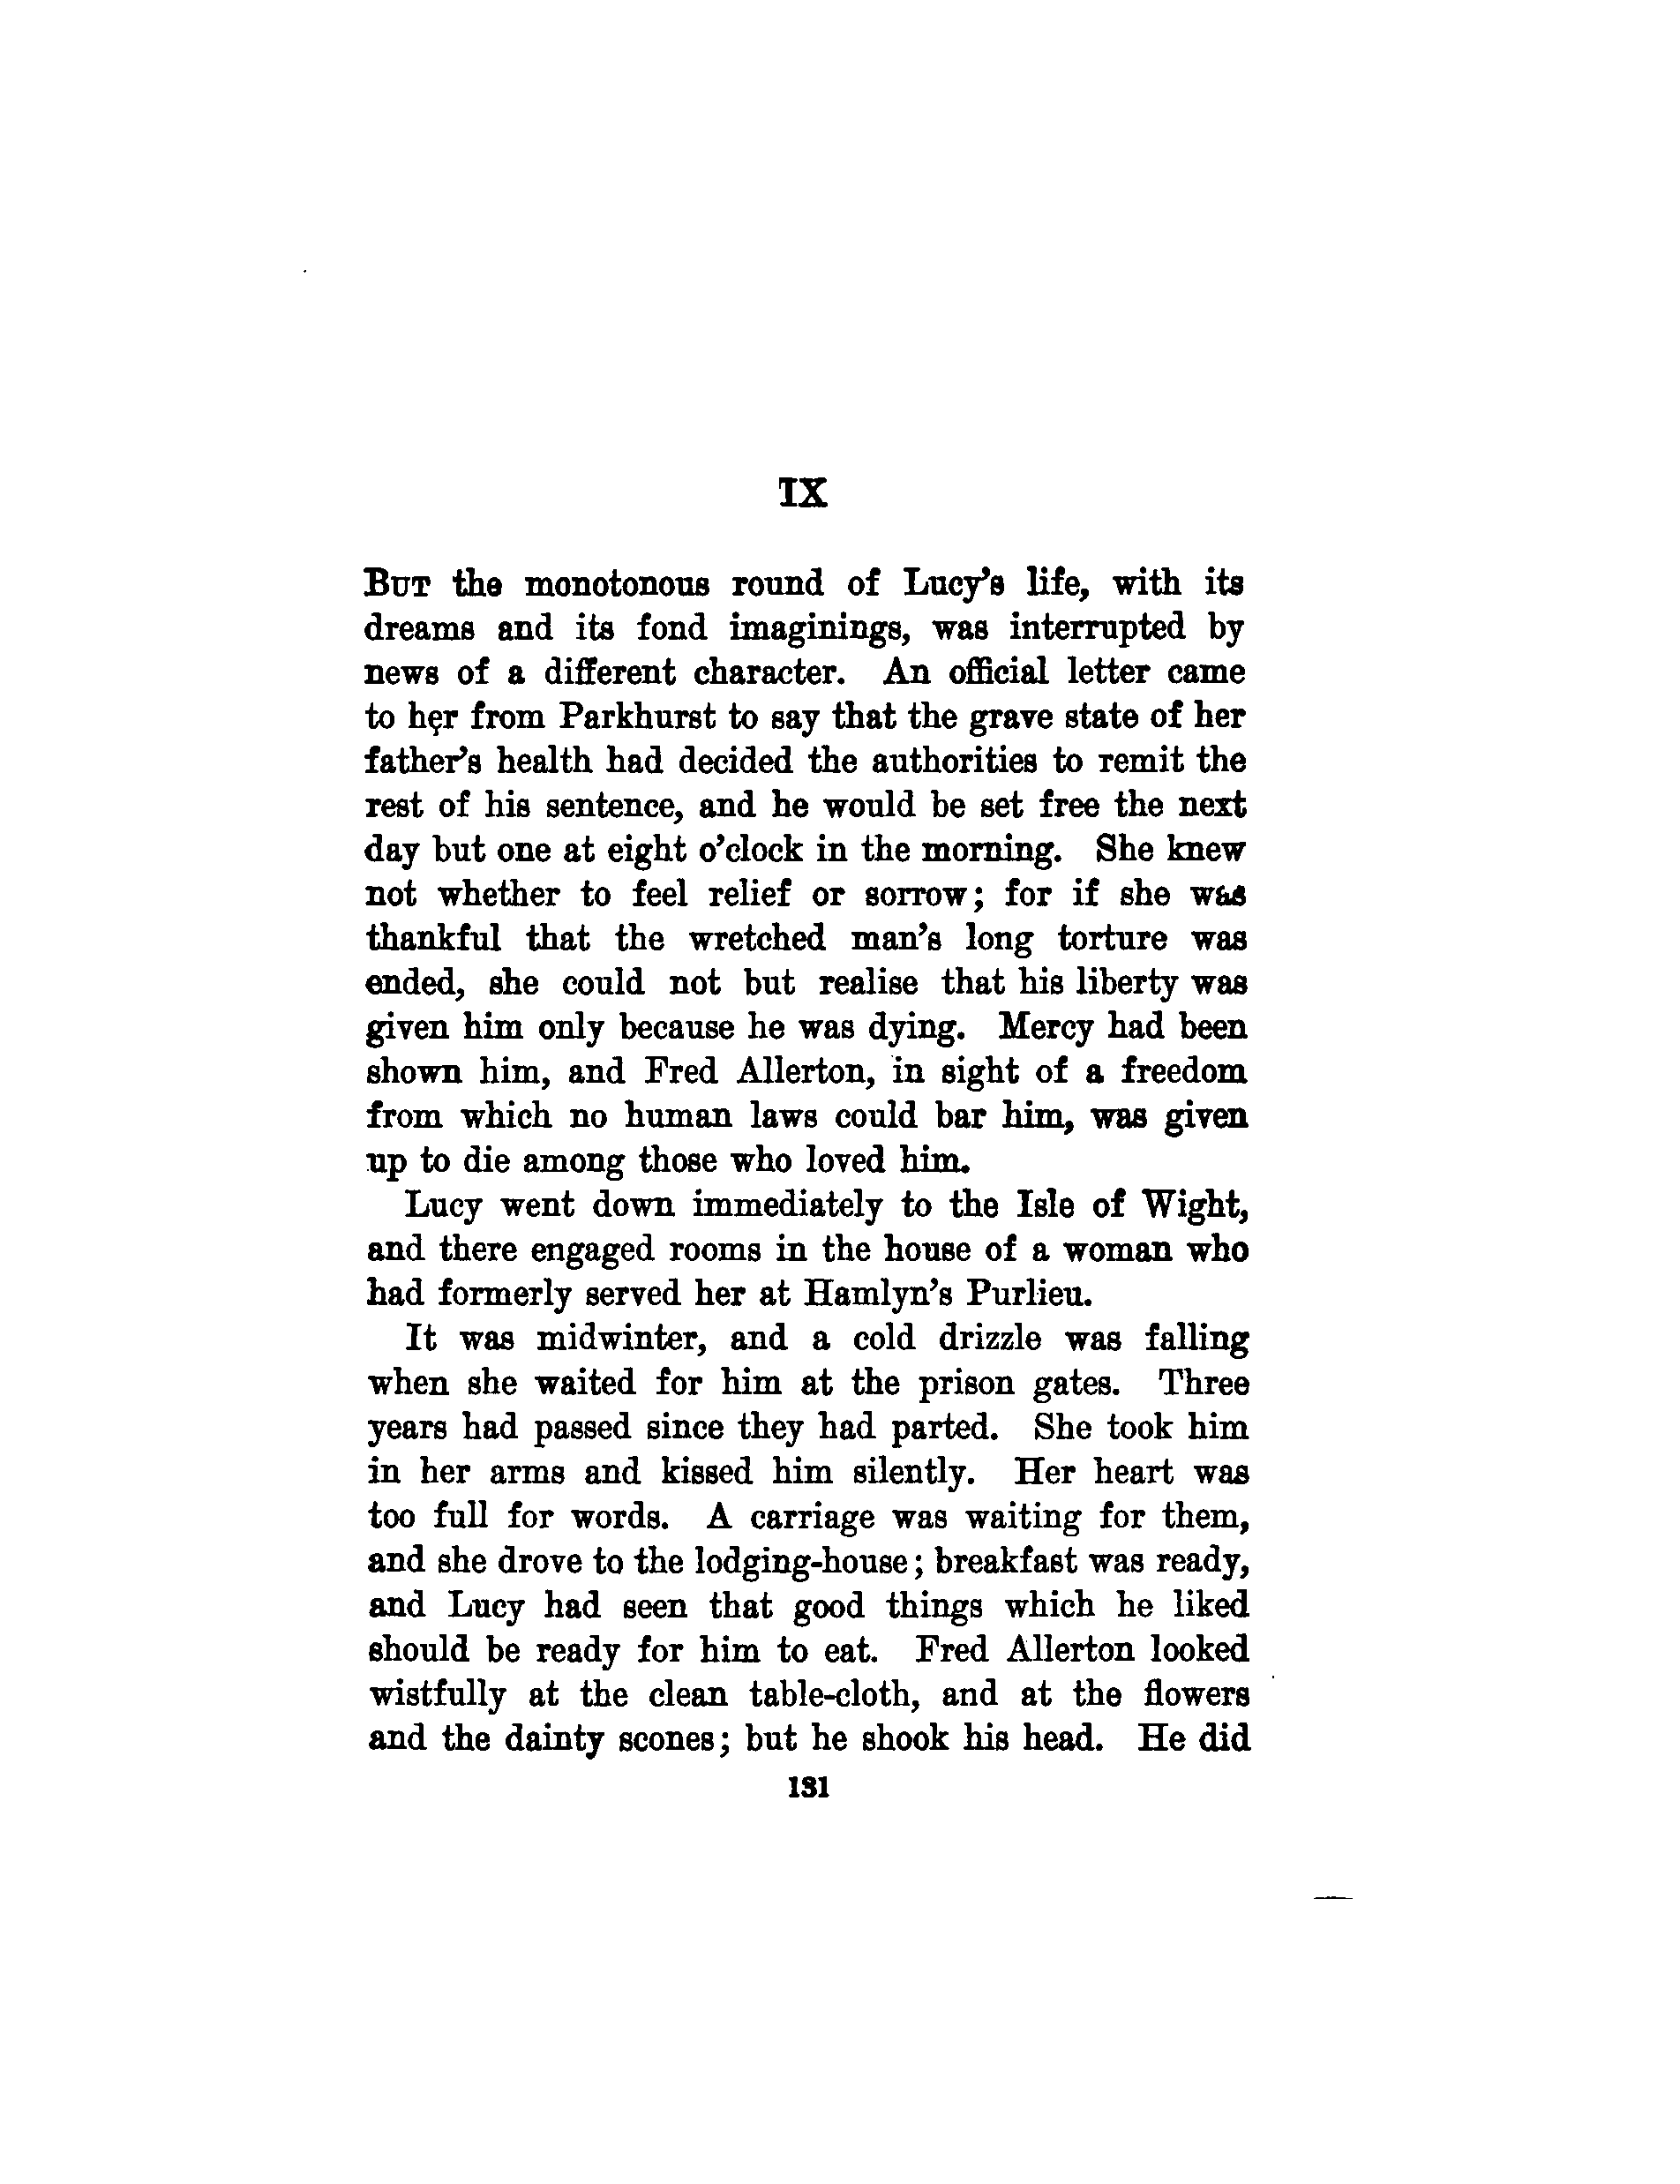 IX
BUT the monotonous round of Lucy's life, with its
dreams and its fond imaginings, was interrupted by
news of a different character. An official letter came
to her from Parkhurst to say that the grave state of her
father's health had decided the authorities to remit the
rest of his sentence, and he would be set free the next
day but one at eight o'clock in the morning. She knew
not whether to feel relief or sorrow; for if she was
thankful that the wretched man's long torture was
ended, she could not but realise that his liberty was
given him only because he was dying. Mercy had been
shown him, and Fred Allerton, in sight of a freedom
from which no human laws could bar him, was given
up to die among those who loved him.
Lucy went down immediately to the Isle of Wight,
and there engaged rooms in the house of a woman who
had formerly served her at Hamlyn's Purlieu.
It was midwinter, and a cold drizzle was falling
when she waited for him at the prison gates. Three
years had passed since they had parted. She took him
in her arms and kissed him silently. Her heart was
too full for words. A carriage was waiting for them,
and she drove to the lodging-house; breakfast was ready,
and Lucy had seen that good things which he liked
should be ready for him to eat. Fred Allerton looked
wistfully at the clean table-cloth, and at the flowers
and the dainty scones; but he shook his head. He did
131